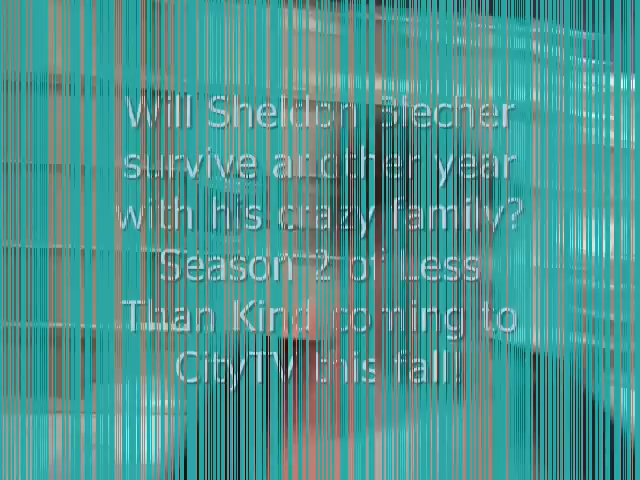 Will Sheldon Blecher
survive another year
with his crazy family?
Season 2 of Less
Than Kind coming to
CityTV this fall!